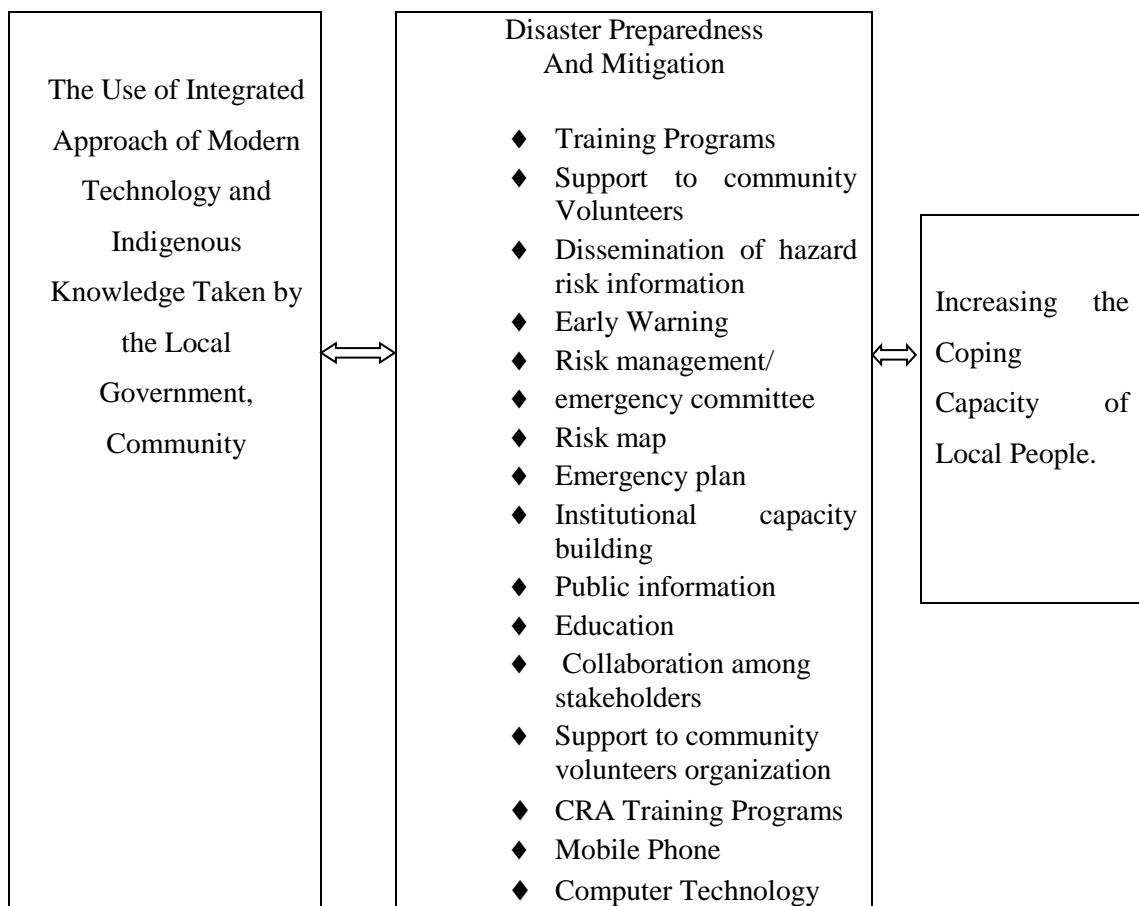 The Use of Integrated
Approach of Modern
Technology and
Indigenous
Knowledge Taken by
the Local
Government,
Community
Disaster Preparedness
And Mitigation
♦ Training Programs
♦ Support to community
Volunteers
♦ Dissemination of hazard
risk information
♦ Early Warning
♦ Risk management/
♦ emergency committee
♦ Risk map
♦ Emergency plan
♦ Institutional capacity
building
♦ Public information
♦ Education
♦ Collaboration among
stakeholders
♦ Support to community
volunteers organization
♦ CRA Training Programs
♦ Mobile Phone
♦ Computer Technology
Increasing the
Coping
Capacity of
Local People.